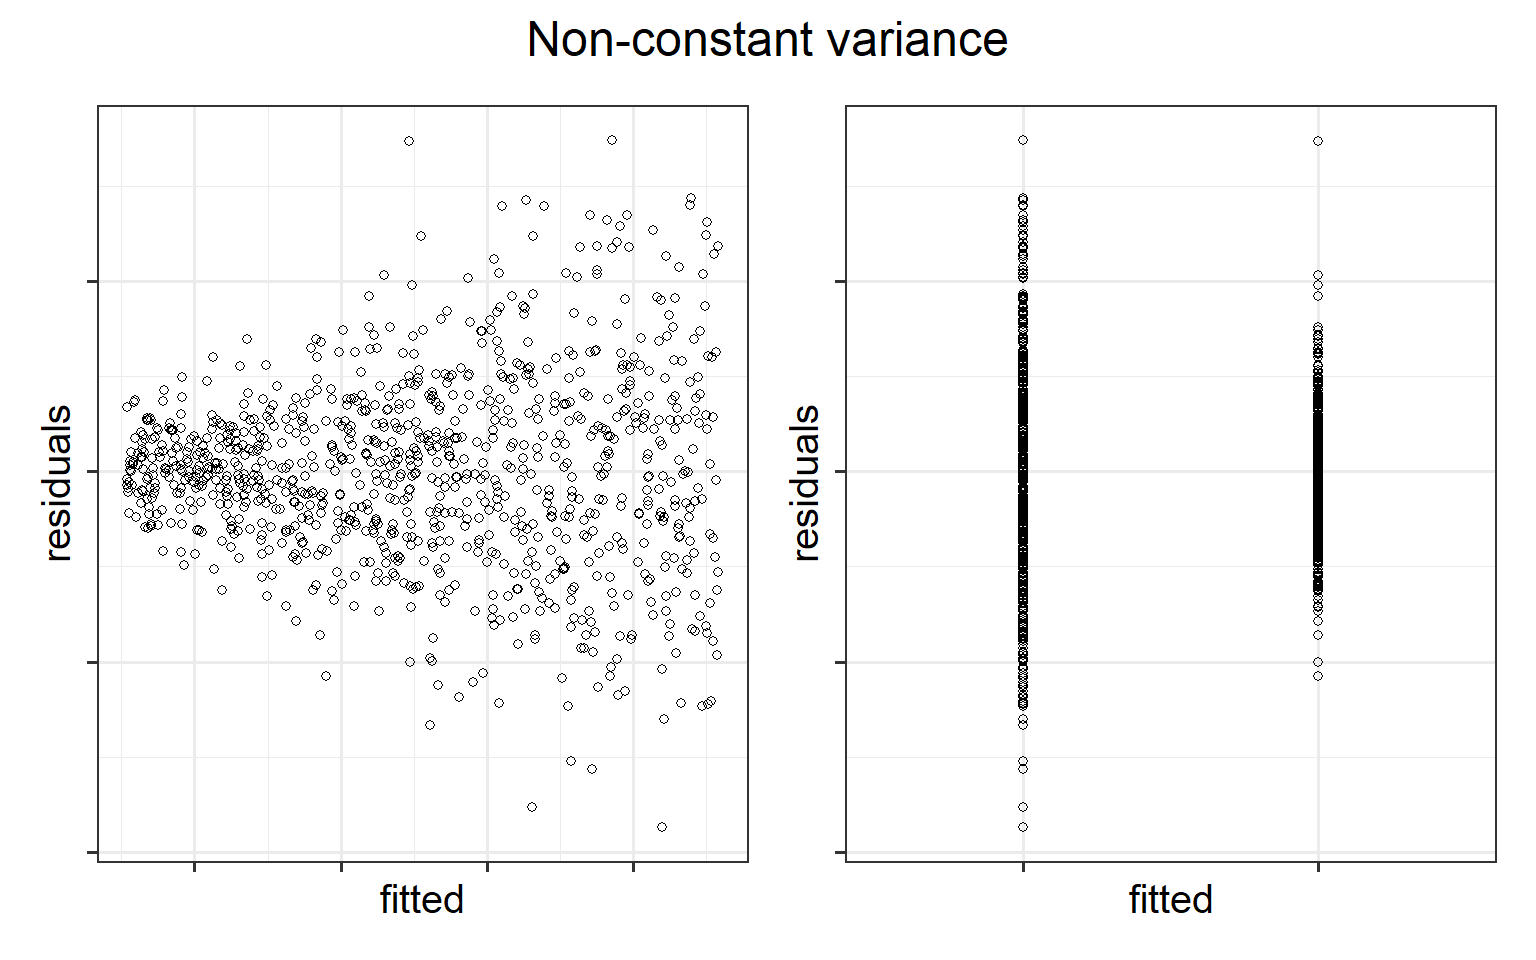 Non-constant variance
residuals
fitted
residuals
fitted